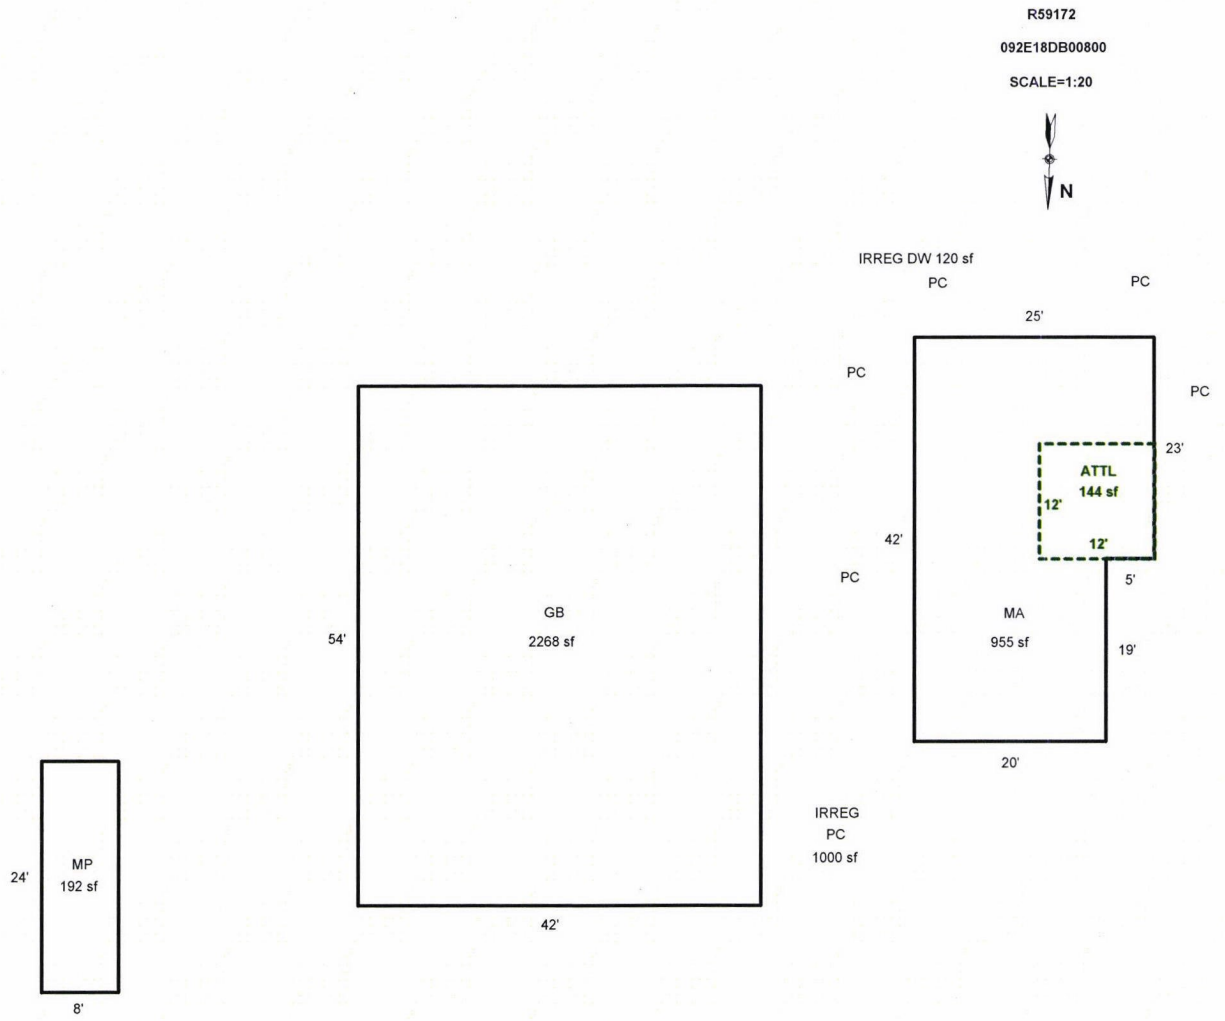 R59172
092E18DB00800
SCALE=1:20
N
IRREG DW 120 sf
PC
PC
25'
PC
PC
23'
ATTL
144 sf
12'
12'
42'
5'
PC
GB
2268 sf
54'
MA
955 sf
19'
20'
IRREG
PC
1000 sf
MP
192 sf
24'
42'
8'